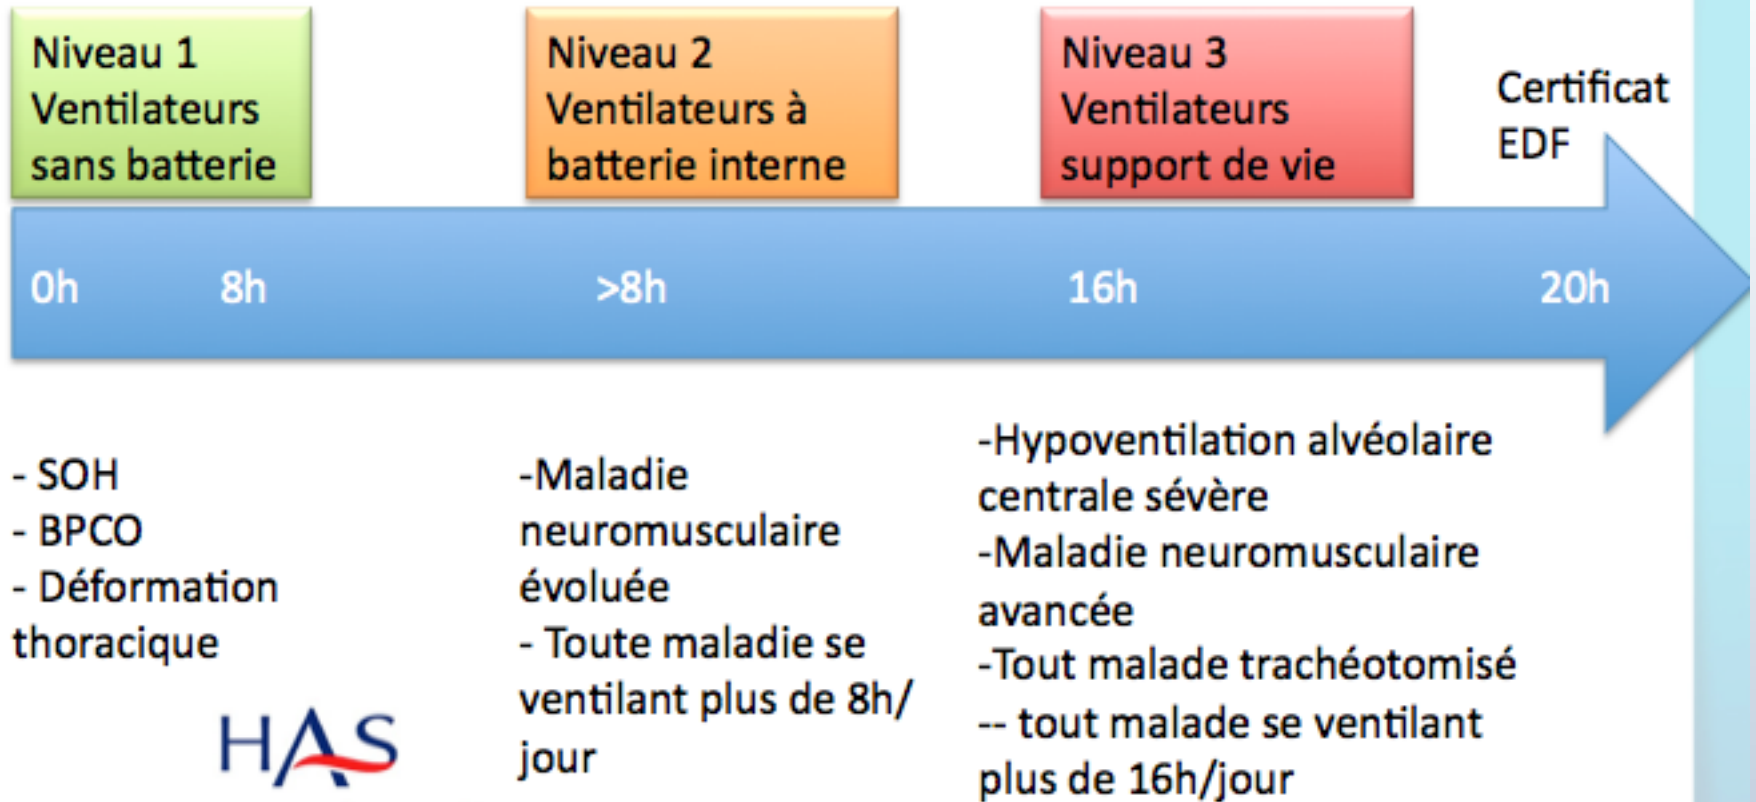 Niveau 1
Ventilateurs
sans batterie
Niveau 2
Ventilateurs à
batterie interne
Niveau 3
Ventilateurs
support de vie
Certificat
EDF
0h
8h
>8h
16h
20h
- SOH
- BPCO
- Déformation
thoracique
HAS
-Maladie
neuromusculaire
évoluée
- Toute maladie se
ventilant plus de 8h/
jour
-Hypoventilation alvéolaire
centrale sévère
-Maladie neuromusculaire
avancée
-Tout malade trachéotomisé
-- tout malade se ventilant
plus de 16h/jour